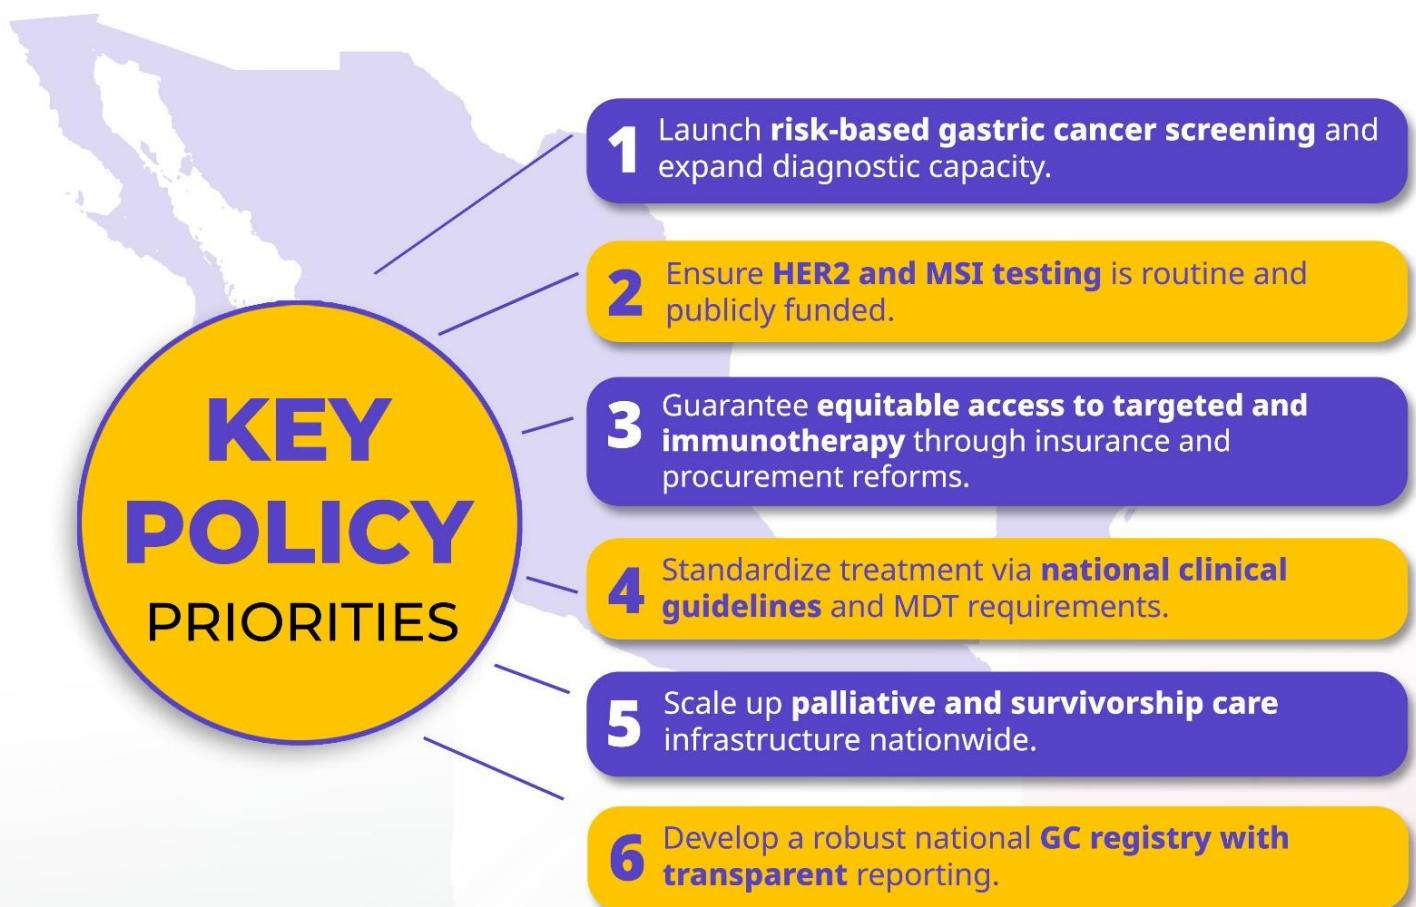 KEY
POLICY
PRIORITIES
1
Launch risk-based gastric cancer screening and
expand diagnostic capacity.
2
Ensure HER2 and MSI testing is routine and
publicly funded.
3
Guarantee equitable access to targeted and
immunotherapy through insurance and
procurement reforms.
4
Standardize treatment via national clinical
guidelines and MDT requirements.
5
Scale up palliative and survivorship care
infrastructure nationwide.
6
Develop a robust national GC registry with
transparent reporting.